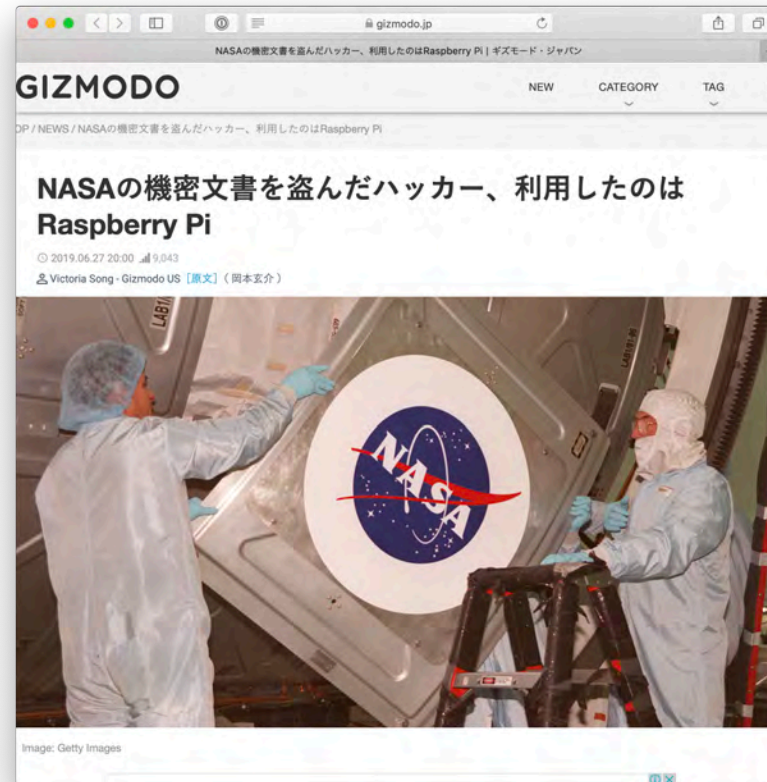 gizmodo.jp
NASAの機密文書を盗んだハッカー、利用したのはRaspberry Pi | ギズモード・ジャパン
GIZMODO
NEW
CATEGORY
TAG
OP / NEWS / NASAの機密文書を盗んだハッカー、利用したのはRaspberry Pi
NASAの機密文書を盗んだハッカー、利用したのは
Raspberry Pi
2019.06.27 20:00 9,043
Victoria Song - Gizmodo US [原文] ( 岡本玄介 )
LAB1/
NASA
Image: Getty Images